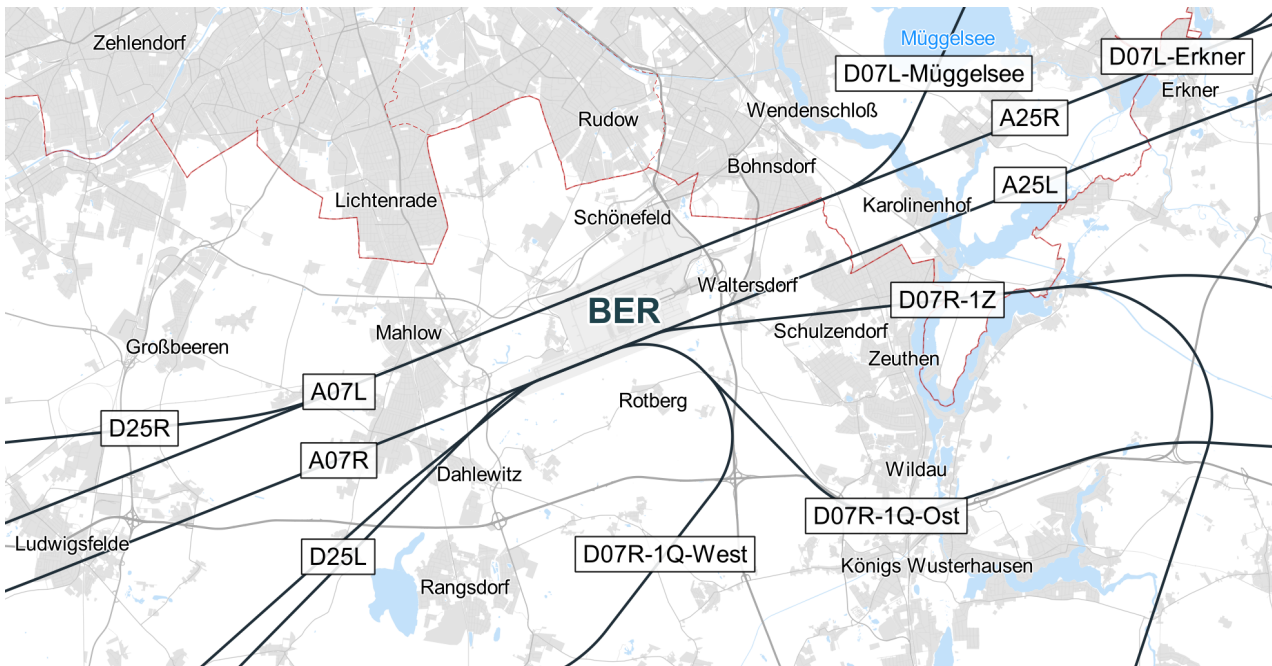 Zehlendorf
Müggelsee
D07L-Erkner
D07L-Müggelsee
Erkner
Wendenschloß
A25R
Rudow
Bohnsdorf
A25L
Lichtenrade
Karolinenhof
Schönefeld
Waltersdorf
D07R-1Z
BER
Mahlow
Schulzendorf
Großbeeren
Zeuthen
A07L
Rotberg
D25R
A07R
Dahlewitz
Wildau
D07R-1Q-Ost
Ludwigsfelde
D25L
D07R-1Q-West
Königs Wusterhausen
Rangsdorf